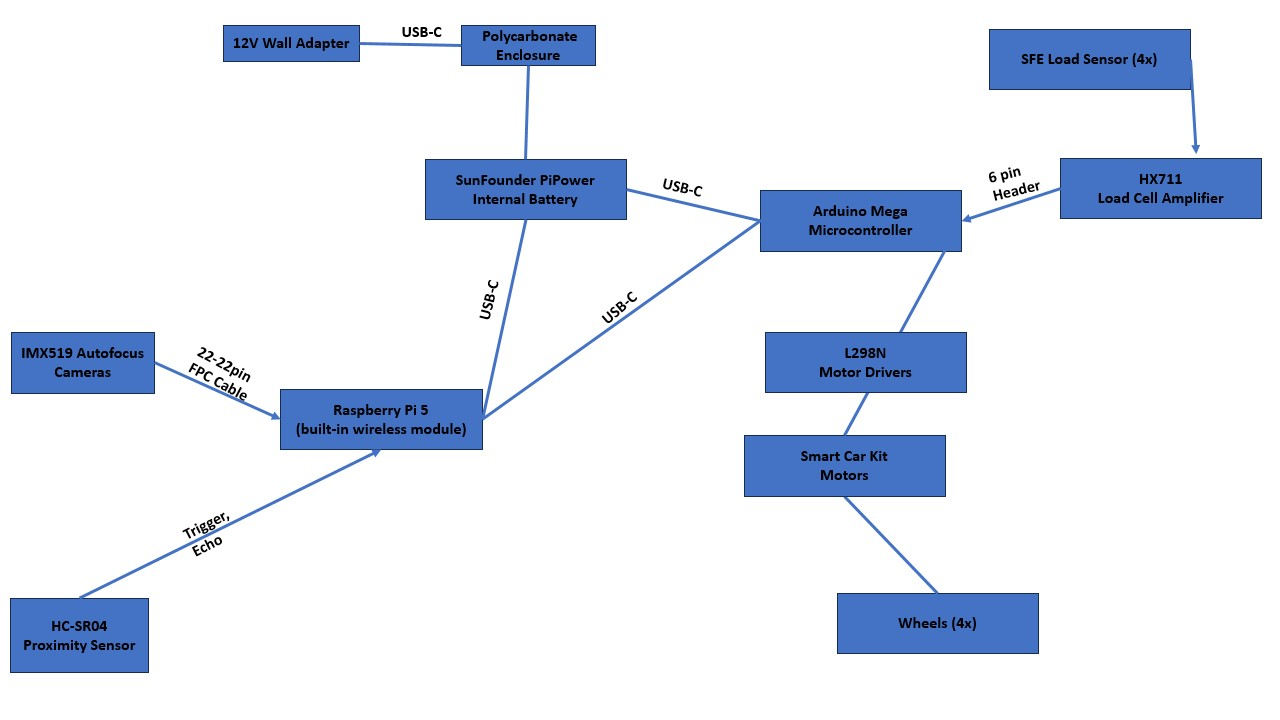 12V Wall Adapter
USB-C
Polycarbonate
Enclosure
SFE Load Sensor (4x)
SunFounder PiPower
Internal Battery
USB-C
Arduino Mega
Microcontroller
6 pin
Header
HX711
Load Cell Amplifier
USB-C
USB-C
IMX519 Autofocus
Cameras
22-22pin
FPC Cable
L298N
Motor Drivers
Raspberry Pi 5
(built-in wireless module)
Smart Car Kit
Motors
Trigger,
Echo
HC-SR04
Proximity Sensor
Wheels (4x)